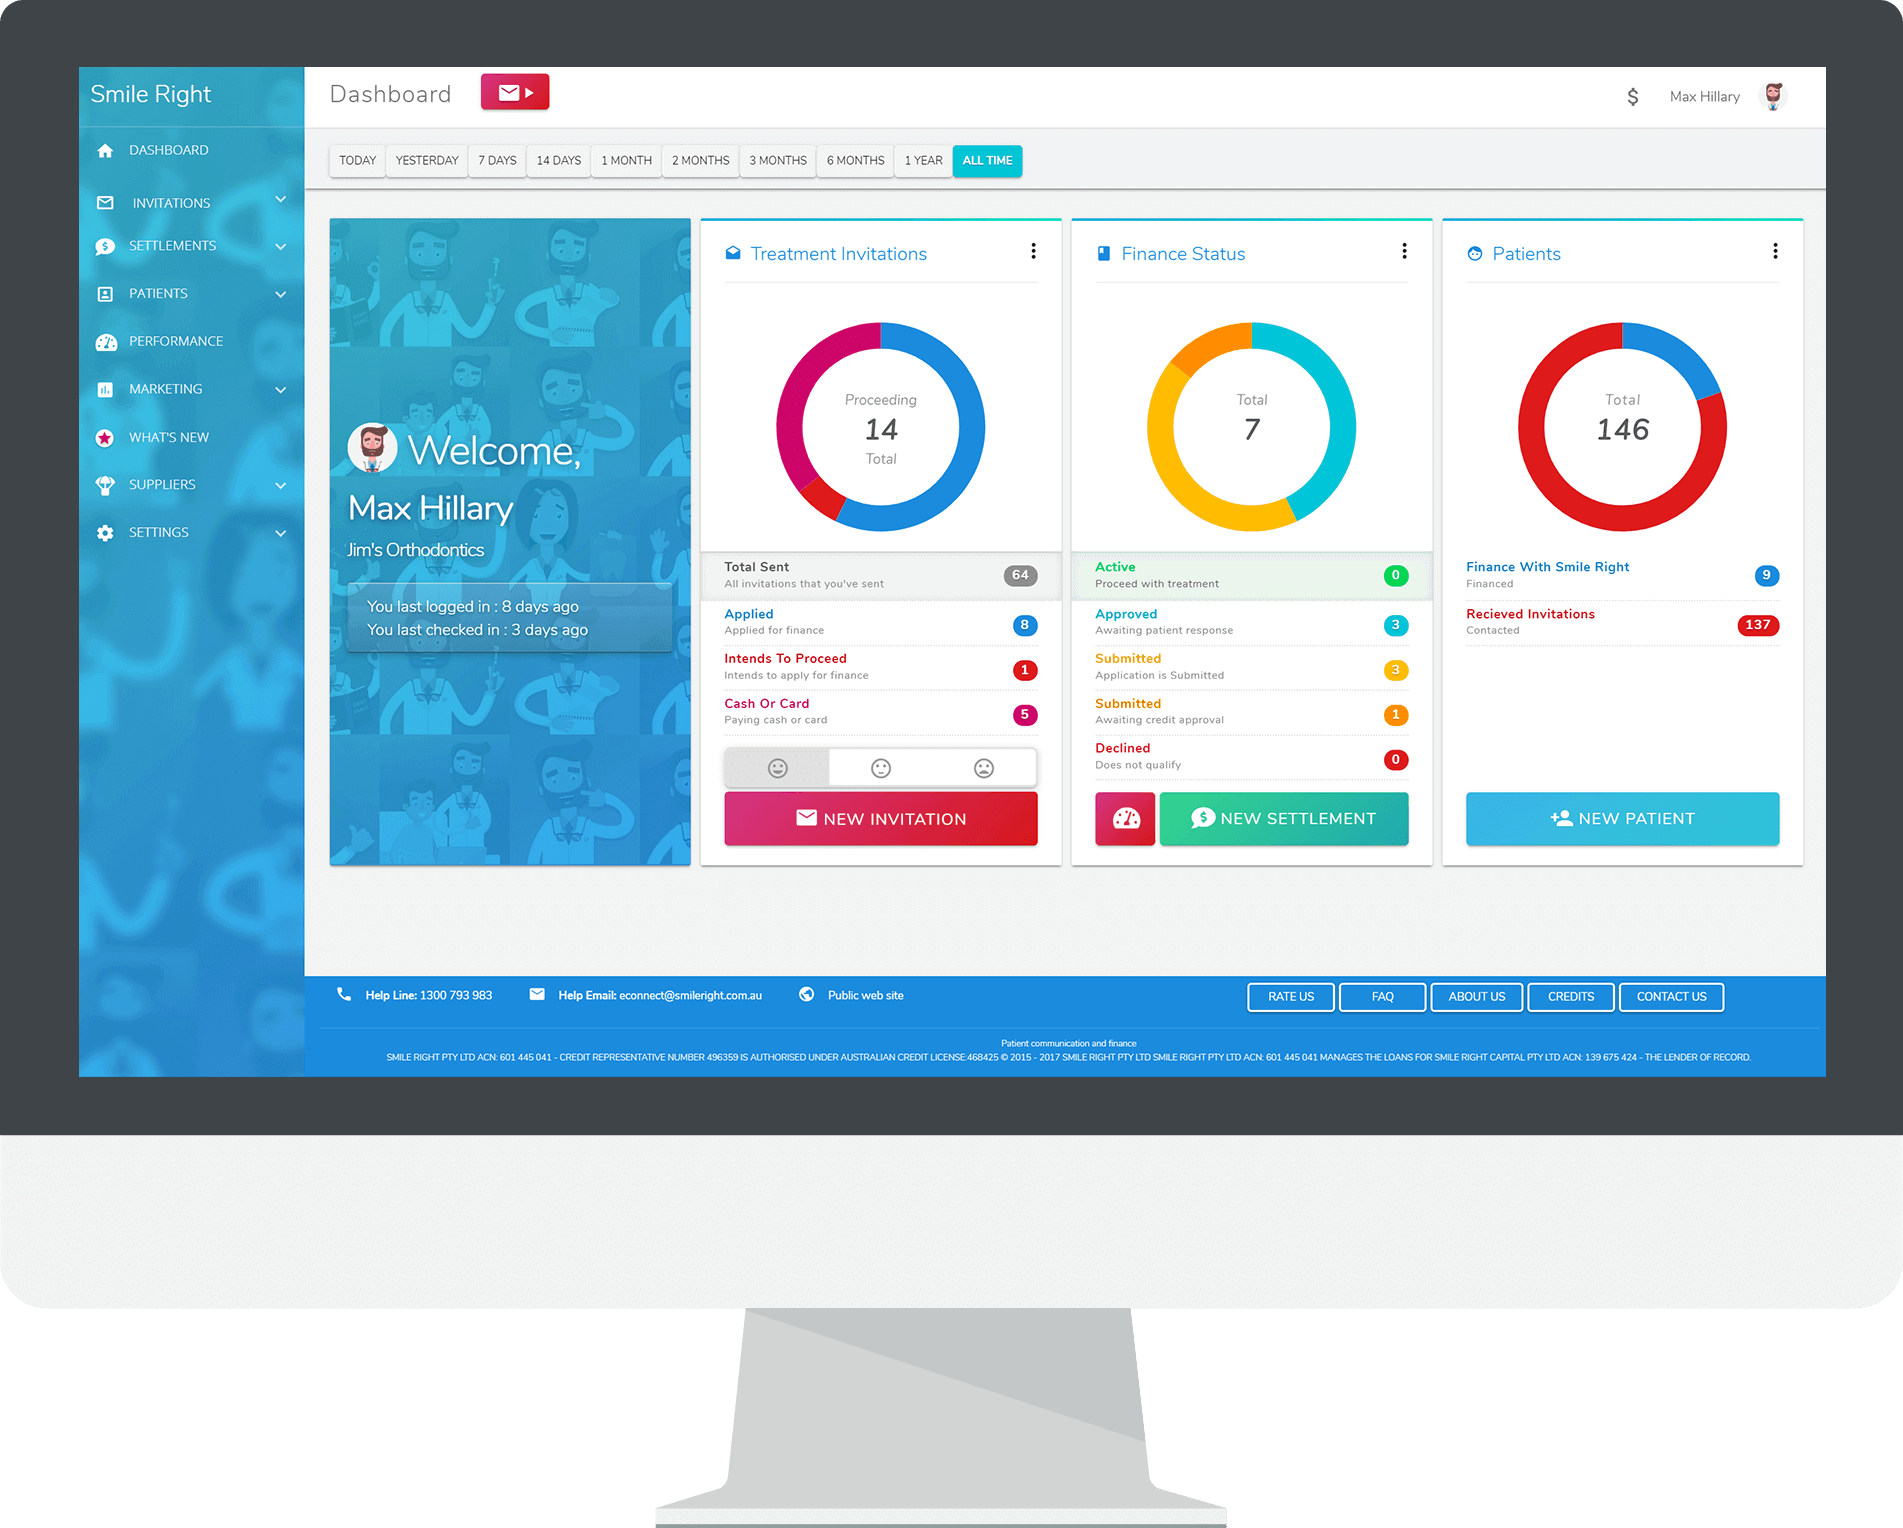 Smile Right
DASHBOARD
INVITATIONS
SETTLEMENTS
PATIENTS
PERFORMANCE
MARKETING
WHAT'S NEW
SUPPLIERS
SETTINGS
Dashboard
$ Max Hillary
TODAY YESTERDAY 7 DAYS 14 DAYS 1 MONTH 2 MONTHS 3 MONTHS 6 MONTHS 1 YEAR ALL TIME
Welcome,
Max Hillary
Jim's Orthodontics
You last logged in : 8 days ago
You last checked in : 3 days ago
Treatment Invitations
Proceeding
14
Total
Total Sent 64
All invitations that you've sent
Applied 8
Applied for finance
Intends To Proceed 1
Intends to apply for finance
Cash Or Card 5
Paying cash or card
NEW INVITATION
Finance Status
Total
7
Active 0
Proceed with treatment
Approved 3
Awaiting patient response
Submitted 3
Application is Submitted
Submitted 1
Awaiting credit approval
Declined 0
Does not qualify
NEW SETTLEMENT
Patients
Total
146
Finance With Smile Right 9
Financed
Recieved Invitations 137
Contacted
NEW PATIENT
Help Line: 1300 793 983 Help Email: econnect@smileright.com.au Public web site
RATE US FAQ ABOUT US CREDITS CONTACT US
Patient communication and finance
SMILE RIGHT PTY LTD ACN: 601 445 041 - CREDIT REPRESENTATIVE NUMBER 496359 IS AUTHORISED UNDER AUSTRALIAN CREDIT LICENSE:468425 © 2015 - 2017 SMILE RIGHT PTY LTD SMILE RIGHT PTY LTD ACN: 601 445 041 MANAGES THE LOANS FOR SMILE RIGHT CAPITAL PTY LTD ACN: 139 675 424 - THE LENDER OF RECORD.